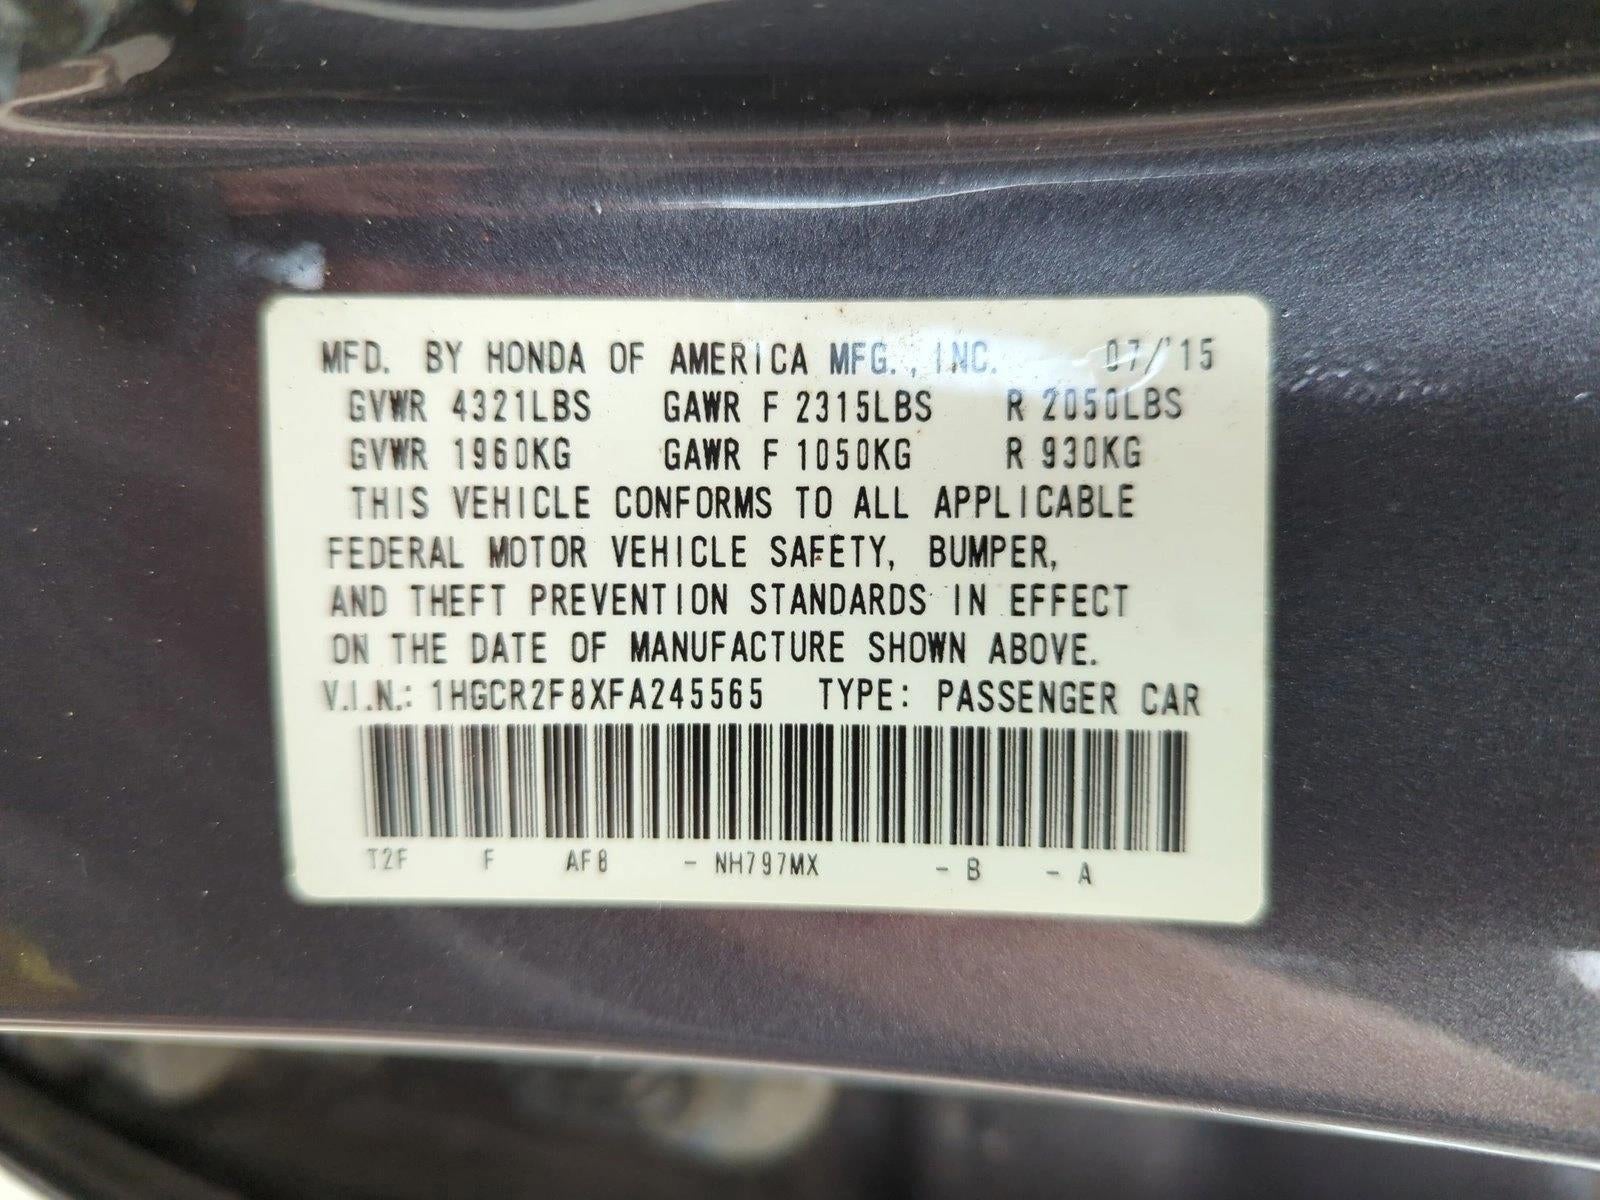 MFD. BY HONDA OF AMERICA MFG., INC. 07/'15
GVWR 4321LBS GAWR F 2315LBS R 2050LBS
GVWR 1960KG GAWR F 1050KG R 930KG
THIS VEHICLE CONFORMS TO ALL APPLICABLE
FEDERAL MOTOR VEHICLE SAFETY, BUMPER,
AND THEFT PREVENTION STANDARDS IN EFFECT
ON THE DATE OF MANUFACTURE SHOWN ABOVE.
V.I.N.: 1HGCR2F8XFA245565 TYPE: PASSENGER CAR
T2F F AF8 - NH797MX - B - A